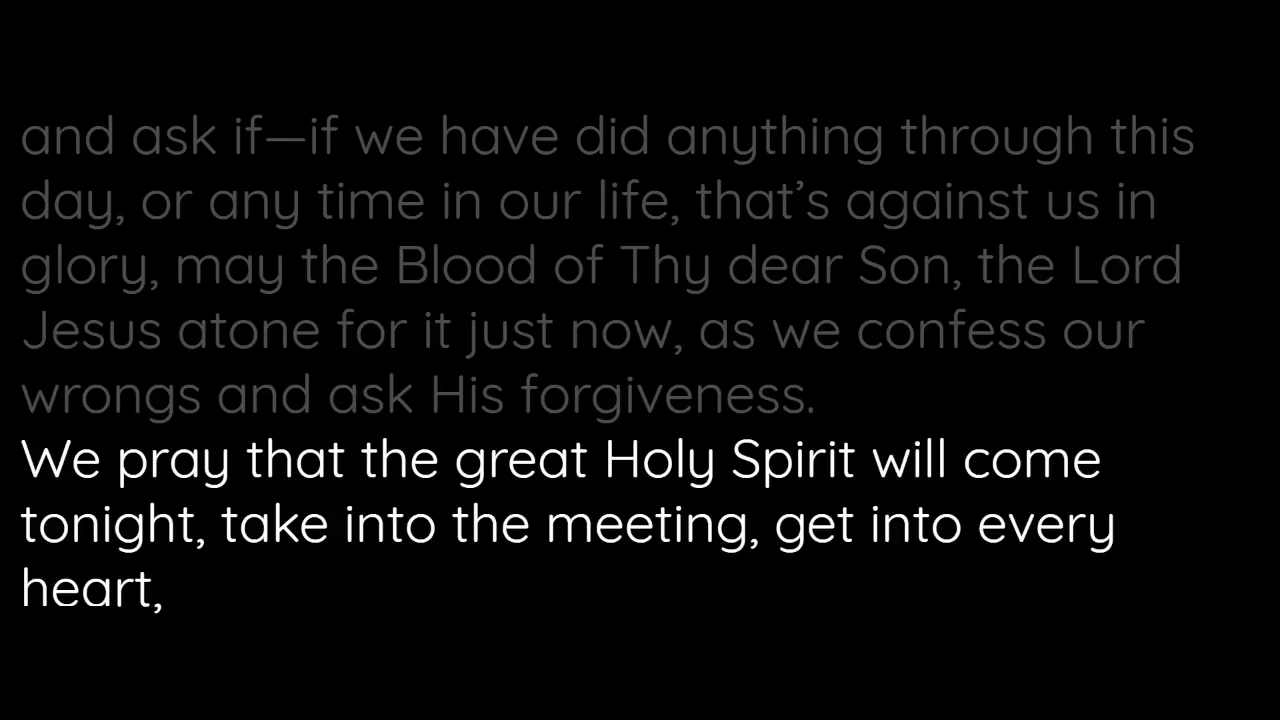 and ask if—if we have did anything through this
day, or any time in our life, that’s against us in
glory, may the Blood of Thy dear Son, the Lord
Jesus atone for it just now, as we confess our
wrongs and ask His forgiveness.
We pray that the great Holy Spirit will come
tonight, take into the meeting, get into every
heart,